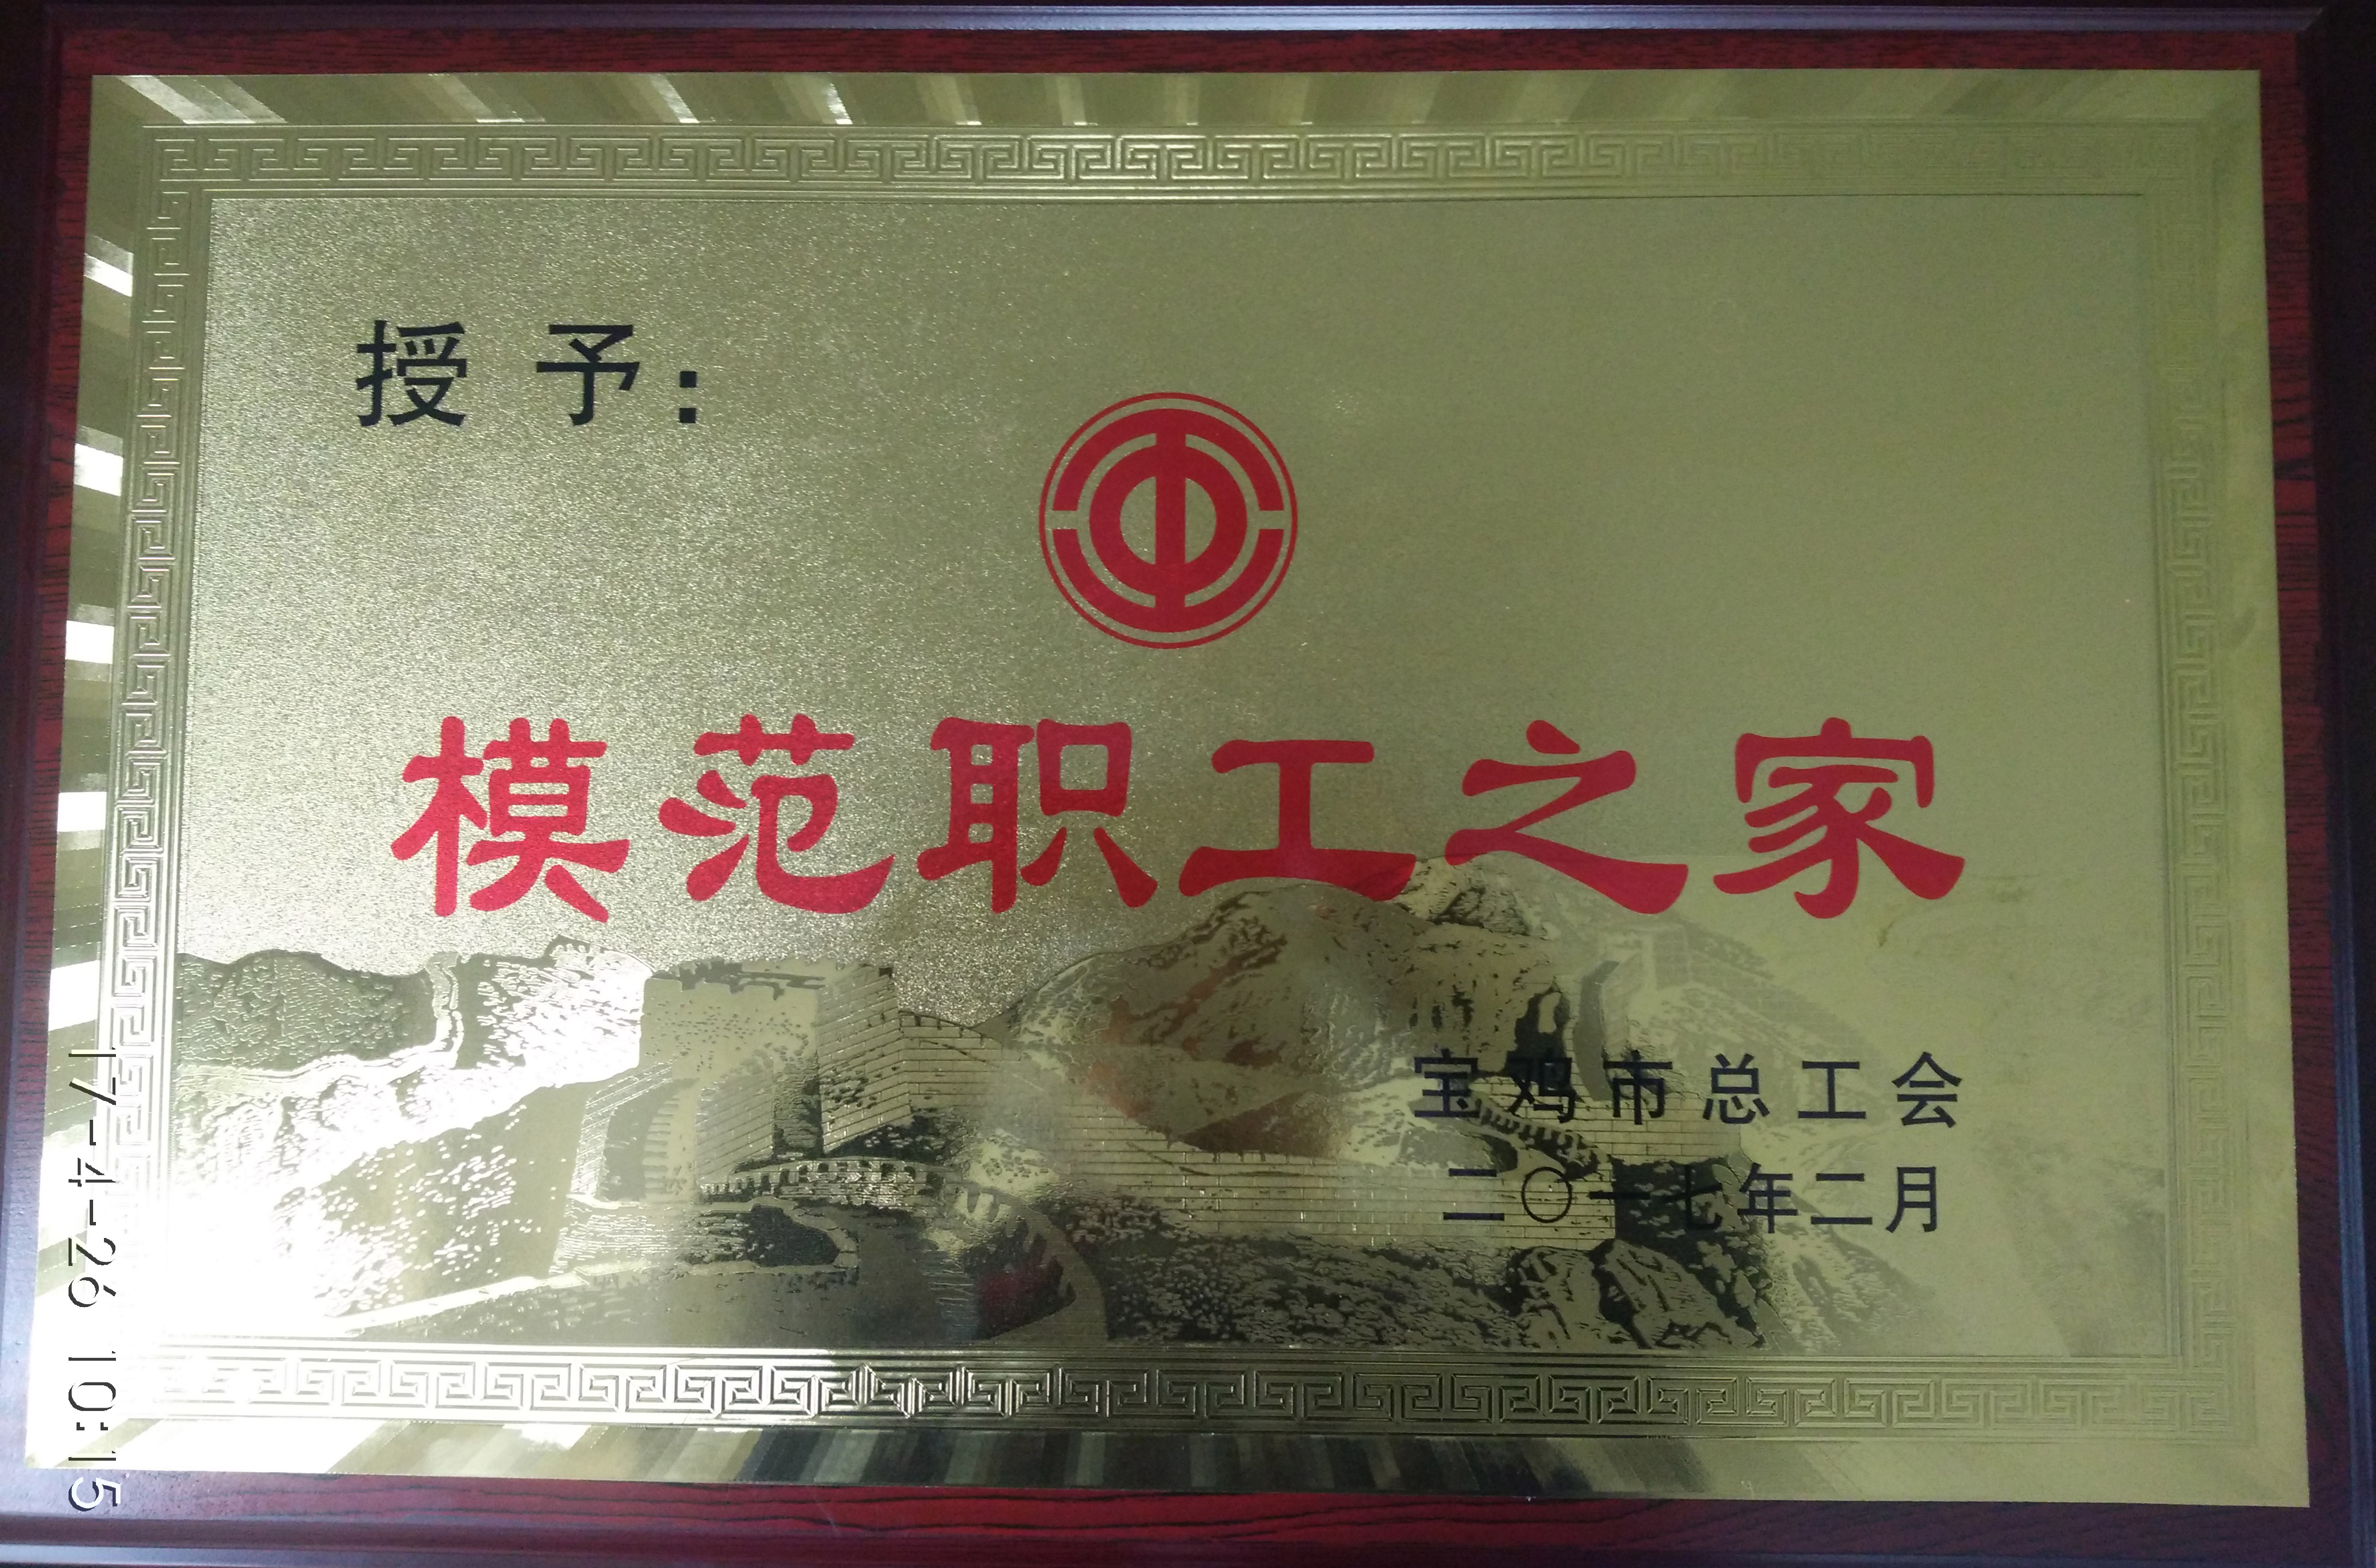 授予：
模范职工之家
宝鸡市总工会
二〇一七年二月
17-4-26 10:15